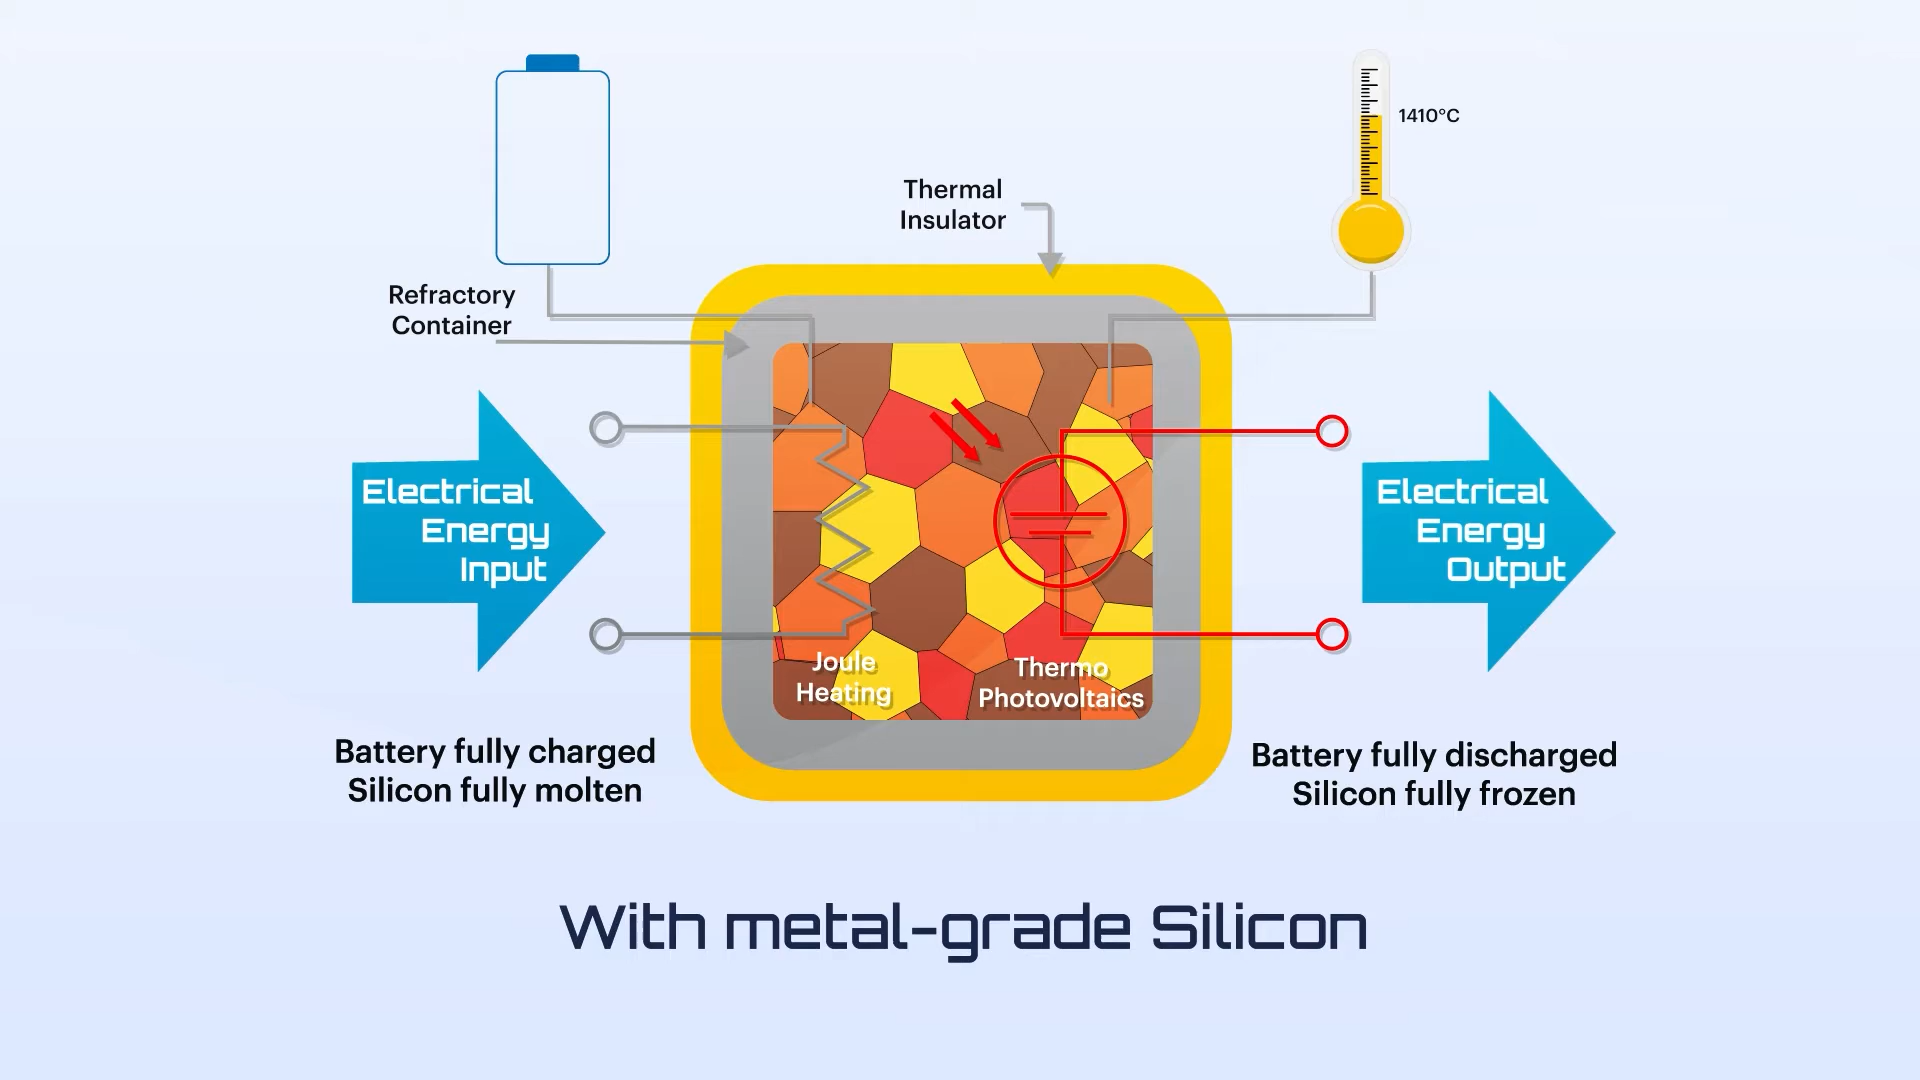 1410°C
Thermal
Insulator
Refractory
Container
Electrical
Energy
Input
Electrical
Energy
Output
Joule
Heating
Thermo
Photovoltaics
Battery fully charged
Silicon fully molten
Battery fully discharged
Silicon fully frozen
With metal-grade Silicon